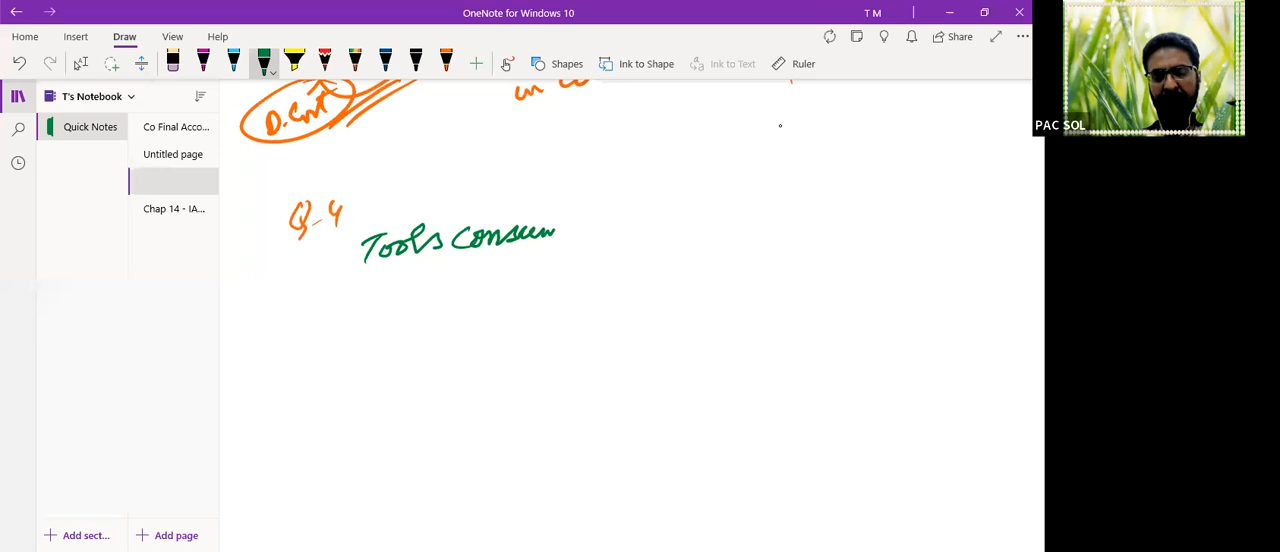 OneNote for Windows 10
T M
Home Insert Draw View Help
Share
Shapes
Ink to Shape
Ink to Text
Ruler
T's Notebook
Quick Notes
Co Final Acco...
Untitled page
Chap 14 - IA...
D. Cost
in
Q-4
Tools Consum
Add sect...
Add page
PAC SOL